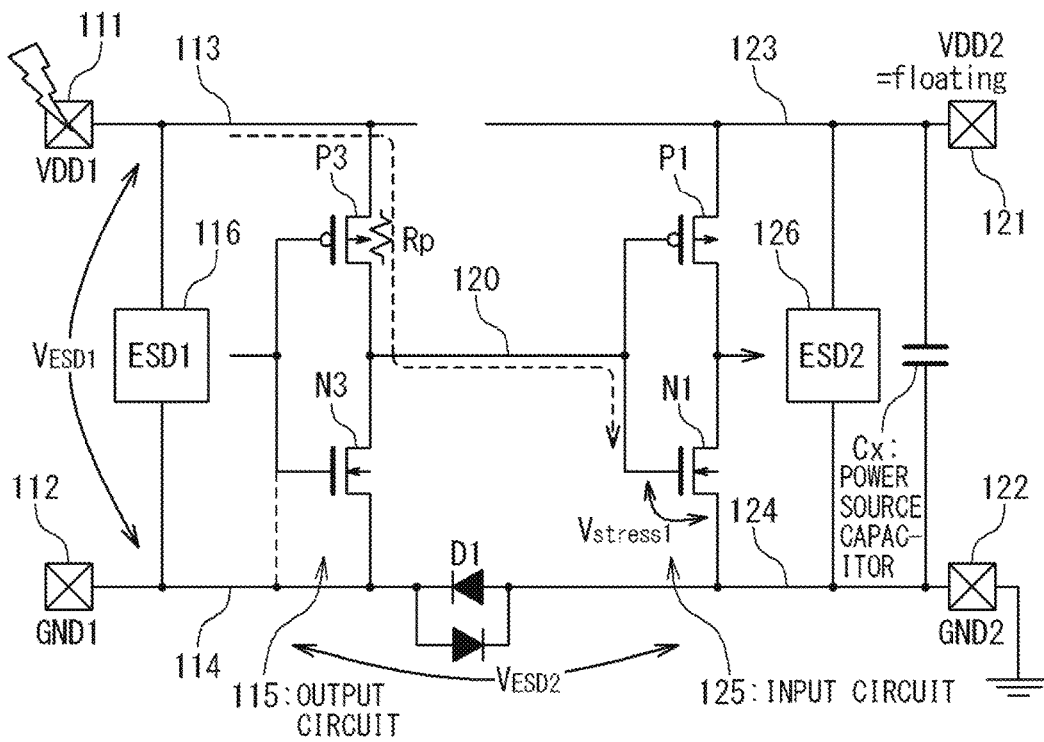 111
113
123
VDD2
=floating
VDD1
P3
P1
116
Rp
126
121
120
VESD1
ESD1
ESD2
N3
N1
Cx:
POWER
SOURCE
CAPAC-
ITOR
112
Vstress1
124
122
D1
GND1
GND2
114
VESD2
115:OUTPUT
CIRCUIT
125:INPUT CIRCUIT